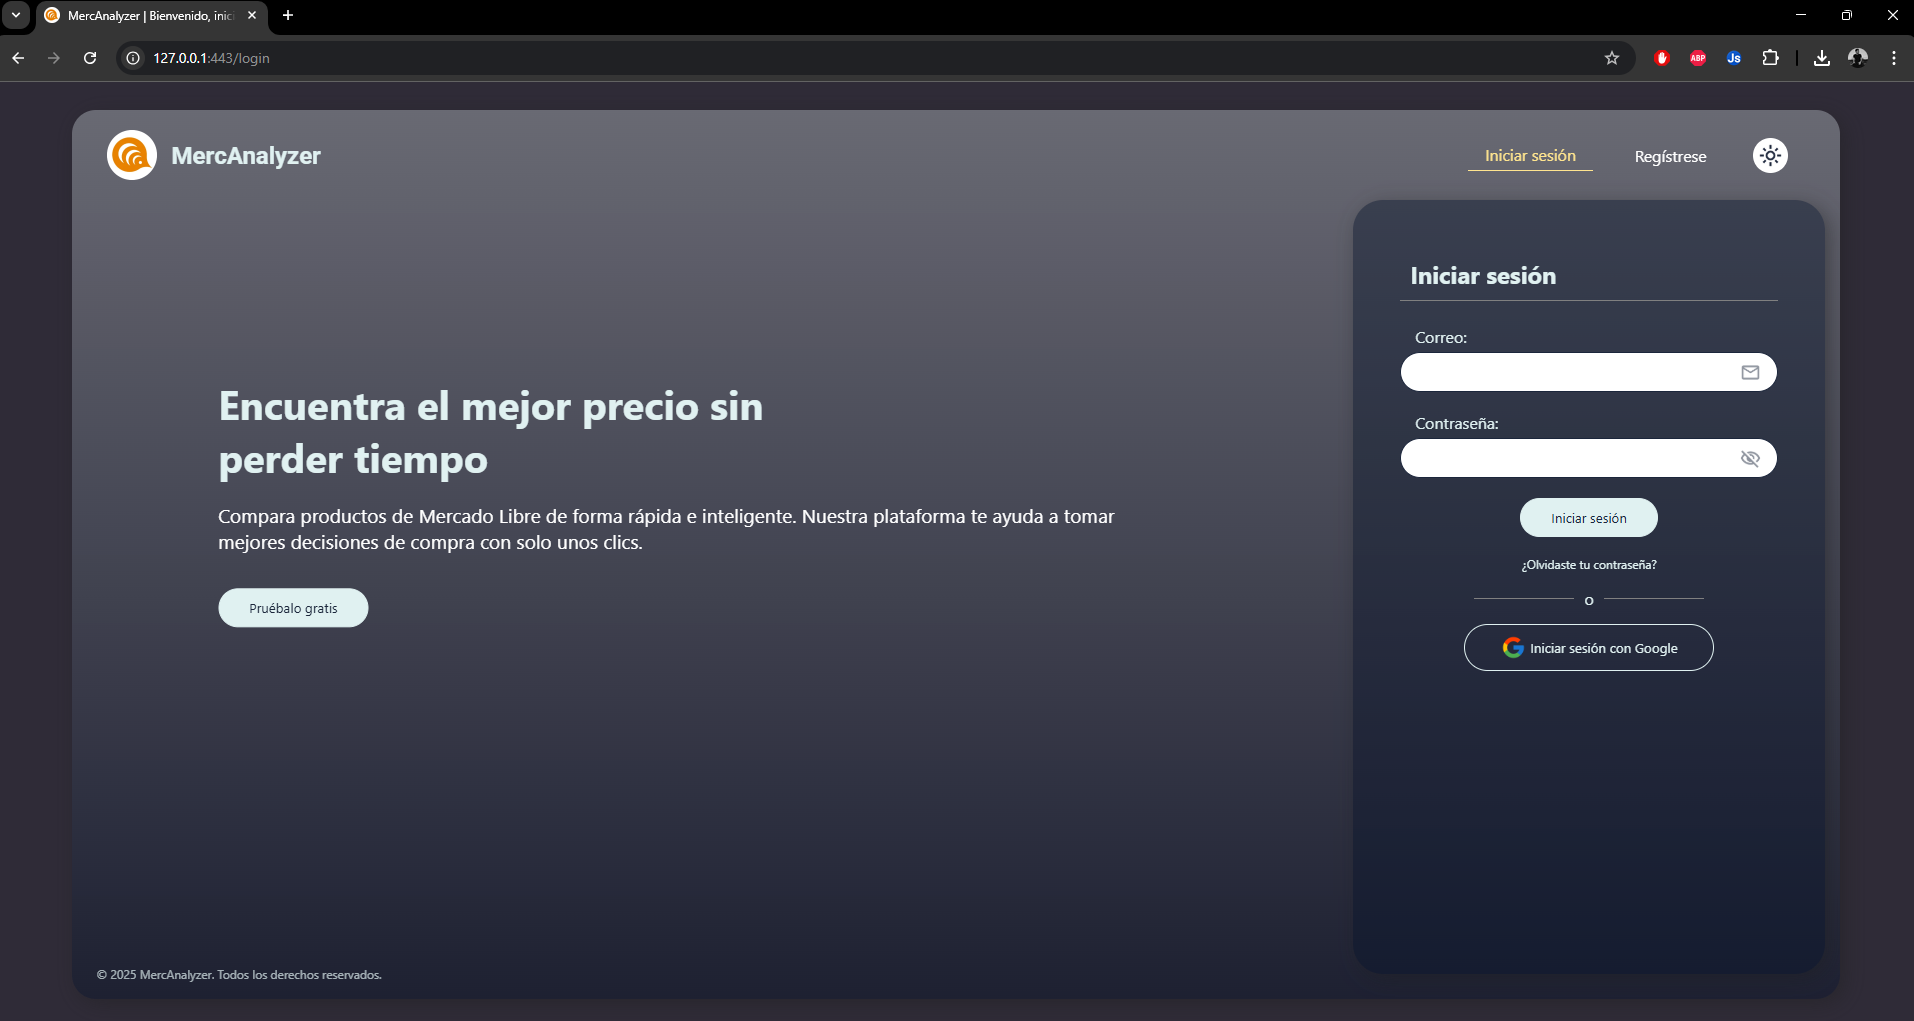 MercAnalyzer | Bienvenido, inic
127.0.0.1:443/login
ABP
Js
MercAnalyzer
Iniciar sesión
Regístrese
Encuentra el mejor precio sin
perder tiempo
Compara productos de Mercado Libre de forma rápida e inteligente. Nuestra plataforma te ayuda a tomar
mejores decisiones de compra con solo unos clics.
Pruébalo gratis
Iniciar sesión
Correo:
Contraseña:
Iniciar sesión
¿Olvidaste tu contraseña?
o
Iniciar sesión con Google
© 2025 MercAnalyzer. Todos los derechos reservados.